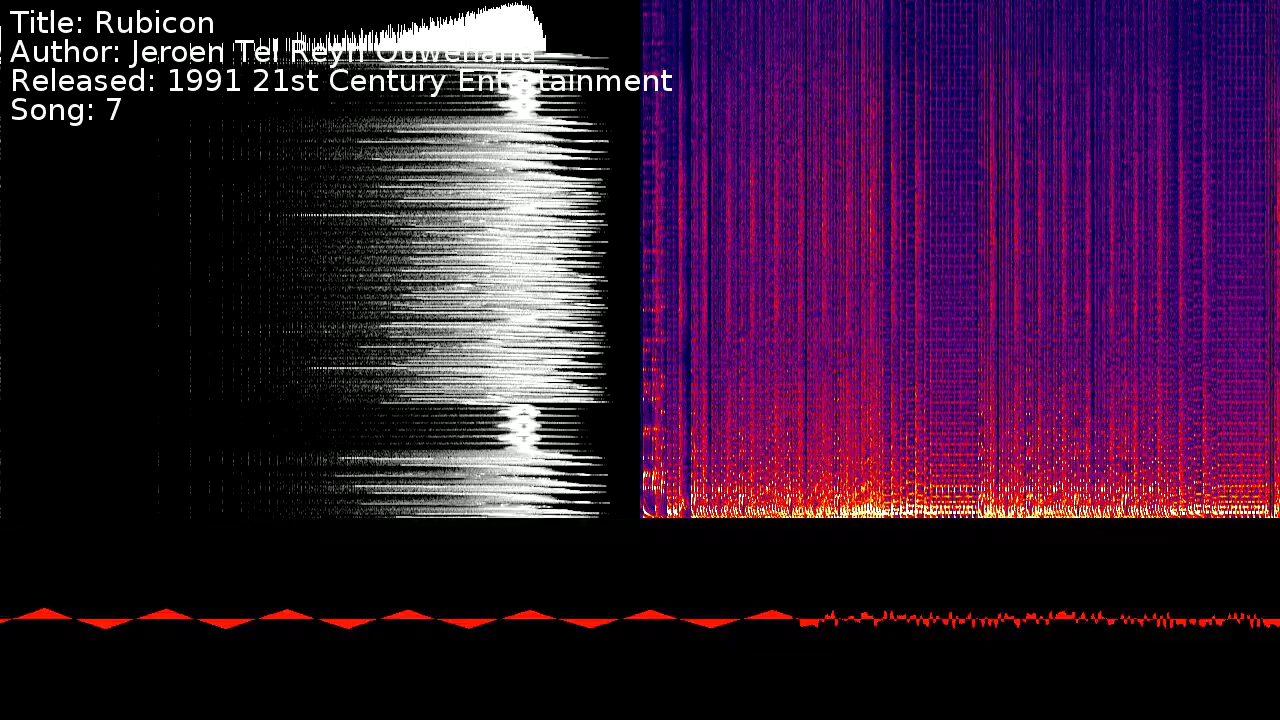 Title: Rubicon
Author: Jeroen Tel Reyn Ouwehand
Released: 1991 21st Century Entertainment
Song: 7